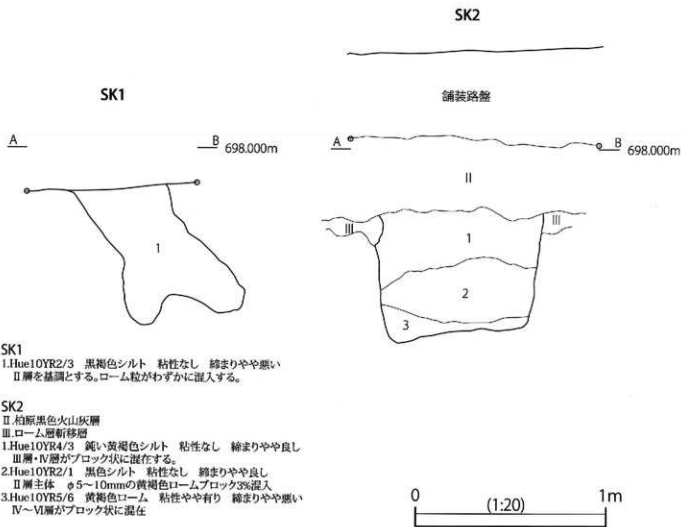 SK2
SK1
舗装路盤
A
B 698.000m
A
B 698.000m
II
III
III
1
1
2
3
SK1
1.Hue10YR2/3 黒褐色シルト 粘性なし 締まりやや悪い
II層を基調とする。ローム粒がわずかに混入する。
SK2
II.柏原黒色火山灰層
III.ローム層漸移層
1.Hue10YR4/3 鈍い黄褐色シルト 粘性なし 締まりやや良し
III層・IV層がブロック状に混在する。
2.Hue10YR2/1 黒色シルト 粘性なし 締まりやや良し
II層主体 φ5～10mmの黄褐色ロームブロック3%混入
3.Hue10YR5/6 黄褐色ローム 粘性やや有り 締まりやや悪い
IV～VI層がブロック状に混在
0 1m
(1:20)